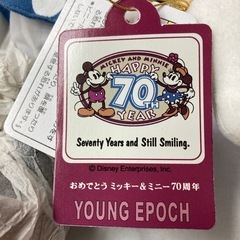 MICKEY AND MINNIE
HAPPY
70TH
YEAR
Seventy Years and Still Smiling.
© Disney Enterprises, Inc.
おめでとう ミッキー&ミニー70周年
YOUNG EPOCH